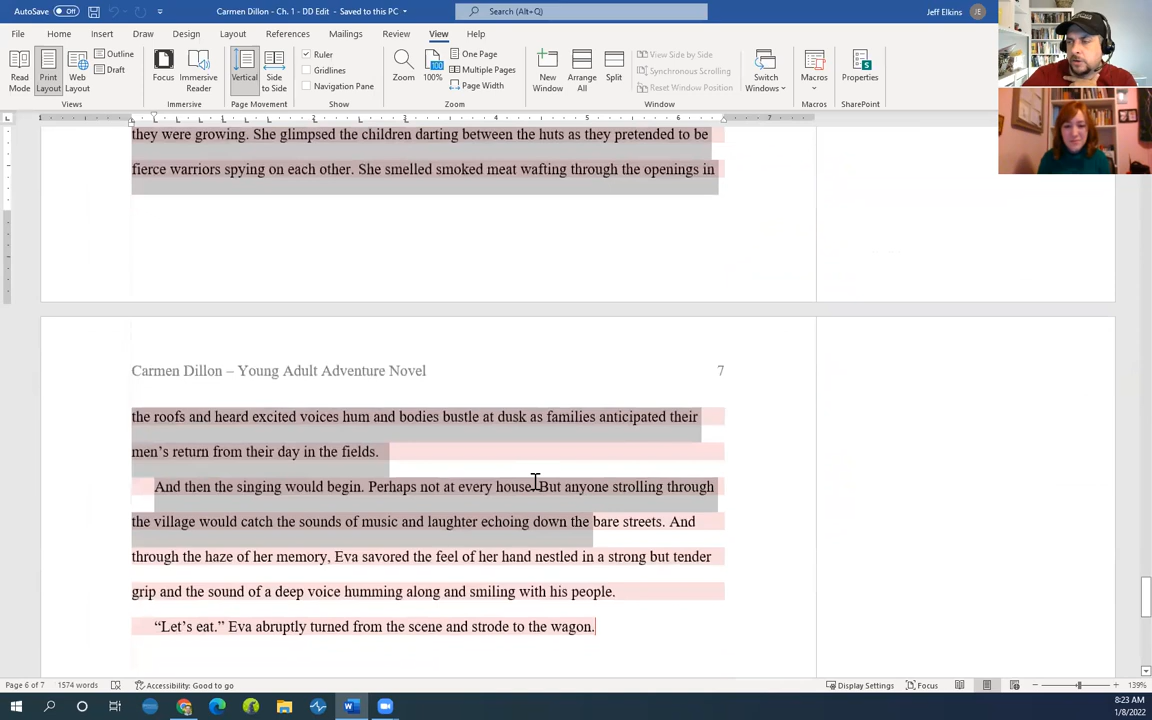 AutoSave Off Carmen Dillon - Ch. 1 - DD Edit - Saved to this PC Search (Alt+Q) Jeff Elkins JE
File Home Insert Draw Design Layout References Mailings Review View Help
Read Mode Print Layout Web Layout Outline Draft Focus Immersive Reader Vertical Side to Side Ruler Gridlines Navigation Pane Zoom 100% One Page Multiple Pages Page Width New Window Arrange All Split View Side by Side Synchronous Scrolling Reset Window Position Switch Windows Macros Properties
Views Immersive Page Movement Show Zoom Window Macros SharePoint
1 1 2 3 4 5 6 7
they were growing. She glimpsed the children darting between the huts as they pretended to be
fierce warriors spying on each other. She smelled smoked meat wafting through the openings in
Carmen Dillon – Young Adult Adventure Novel 7
the roofs and heard excited voices hum and bodies bustle at dusk as families anticipated their
men’s return from their day in the fields.
And then the singing would begin. Perhaps not at every house. But anyone strolling through
the village would catch the sounds of music and laughter echoing down the bare streets. And
through the haze of her memory, Eva savored the feel of her hand nestled in a strong but tender
grip and the sound of a deep voice humming along and smiling with his people.
“Let’s eat.” Eva abruptly turned from the scene and strode to the wagon.
Page 6 of 7 1574 words Accessibility: Good to go Display Settings Focus 139%
8:23 AM
1/8/2022